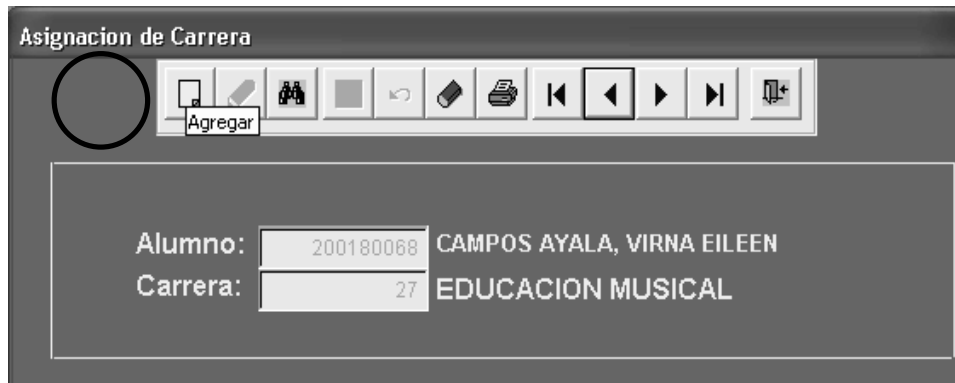 Asignacion de Carrera
Agregar
Alumno: 200180068 CAMPOS AYALA, VIRNA EILEEN
Carrera: 27 EDUCACION MUSICAL